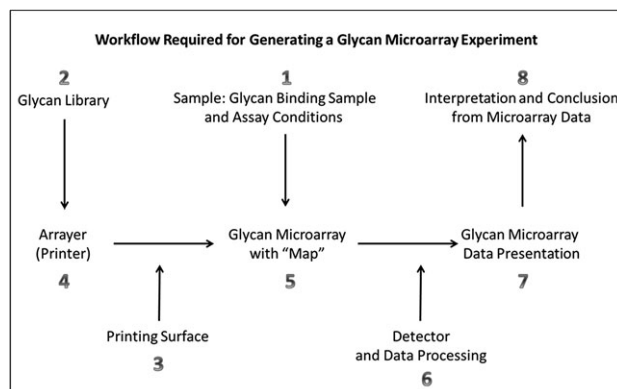 Workflow Required for Generating a Glycan Microarray Experiment
2
Glycan Library
1
Sample: Glycan Binding Sample
and Assay Conditions
8
Interpretation and Conclusion
from Microarray Data
Arrayer
(Printer)
4
Glycan Microarray
with “Map”
5
Glycan Microarray
Data Presentation
7
Printing Surface
3
Detector
and Data Processing
6